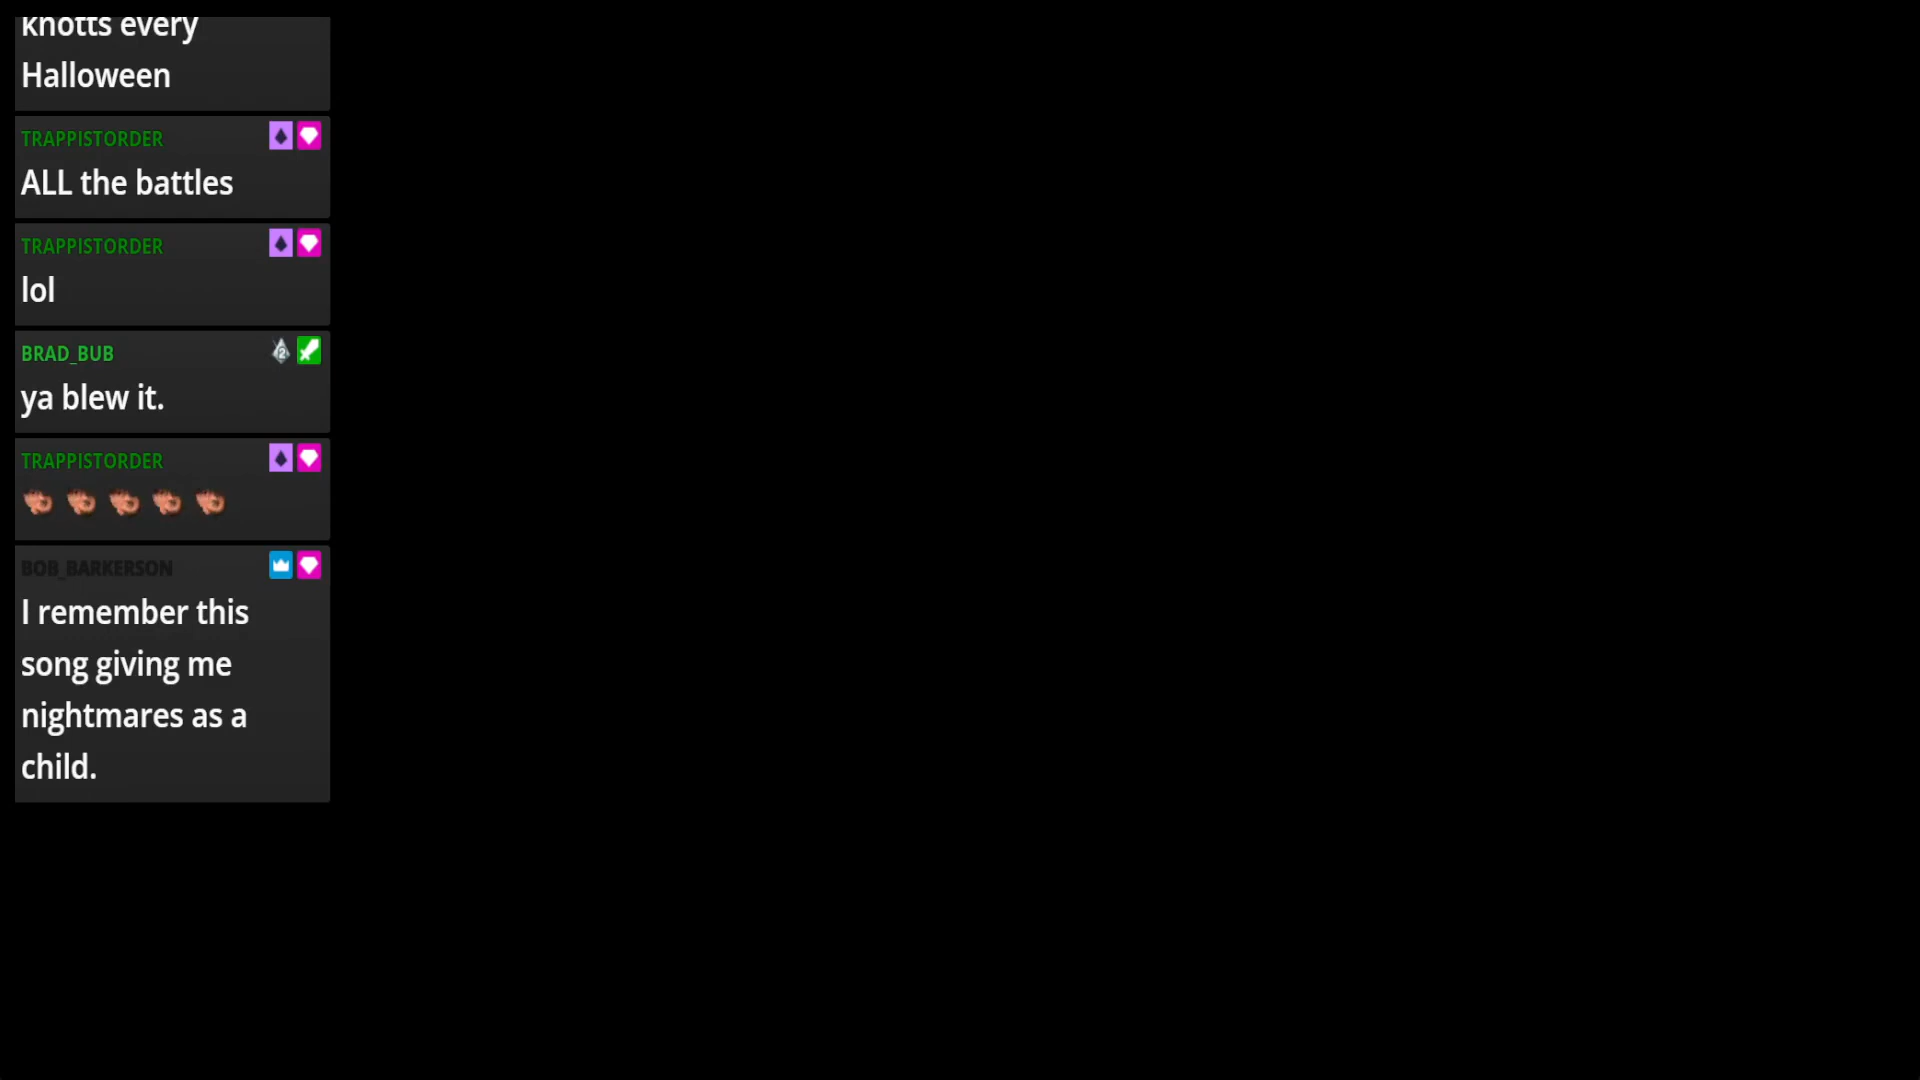 knotts every
Halloween
TRAPPISTORDER
ALL the battles
TRAPPISTORDER
lol
BRAD_BUB
2
ya blew it.
TRAPPISTORDER
BOB_BARKERSON
I remember this
song giving me
nightmares as a
child.